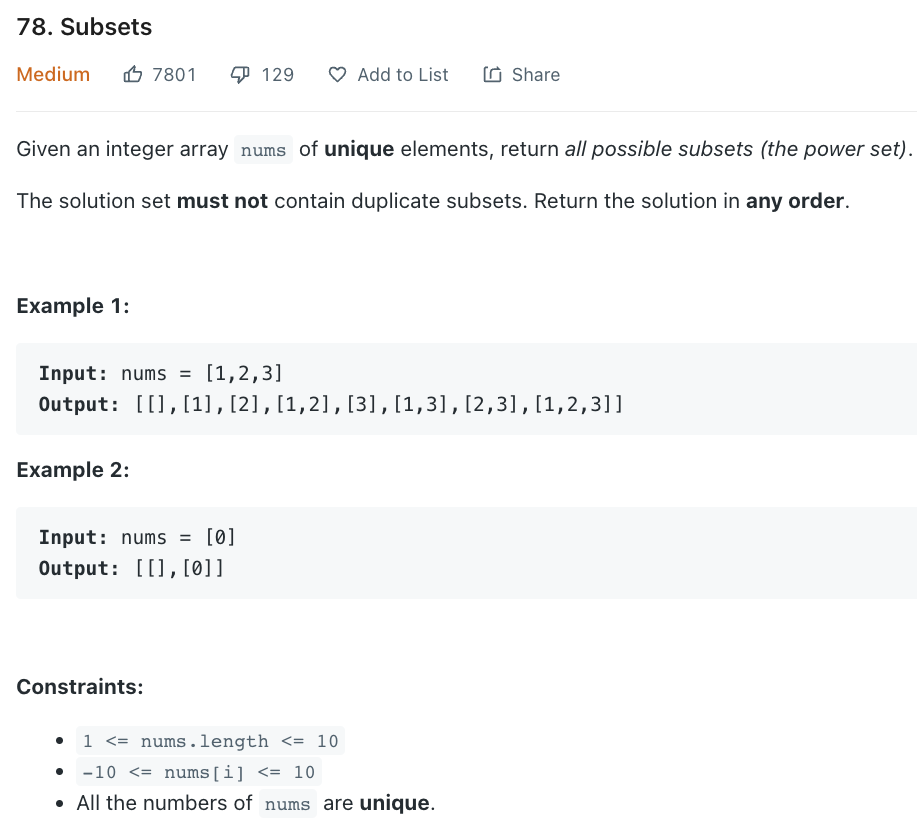 78. Subsets
Medium 7801 129 Add to List Share
Given an integer array nums of unique elements, return all possible subsets (the power set).
The solution set must not contain duplicate subsets. Return the solution in any order.
Example 1:
Input: nums = [1,2,3]
Output: [[],[1],[2],[1,2],[3],[1,3],[2,3],[1,2,3]]
Example 2:
Input: nums = [0]
Output: [[],[0]]
Constraints:
• 1 <= nums.length <= 10
• -10 <= nums[i] <= 10
• All the numbers of nums are unique.